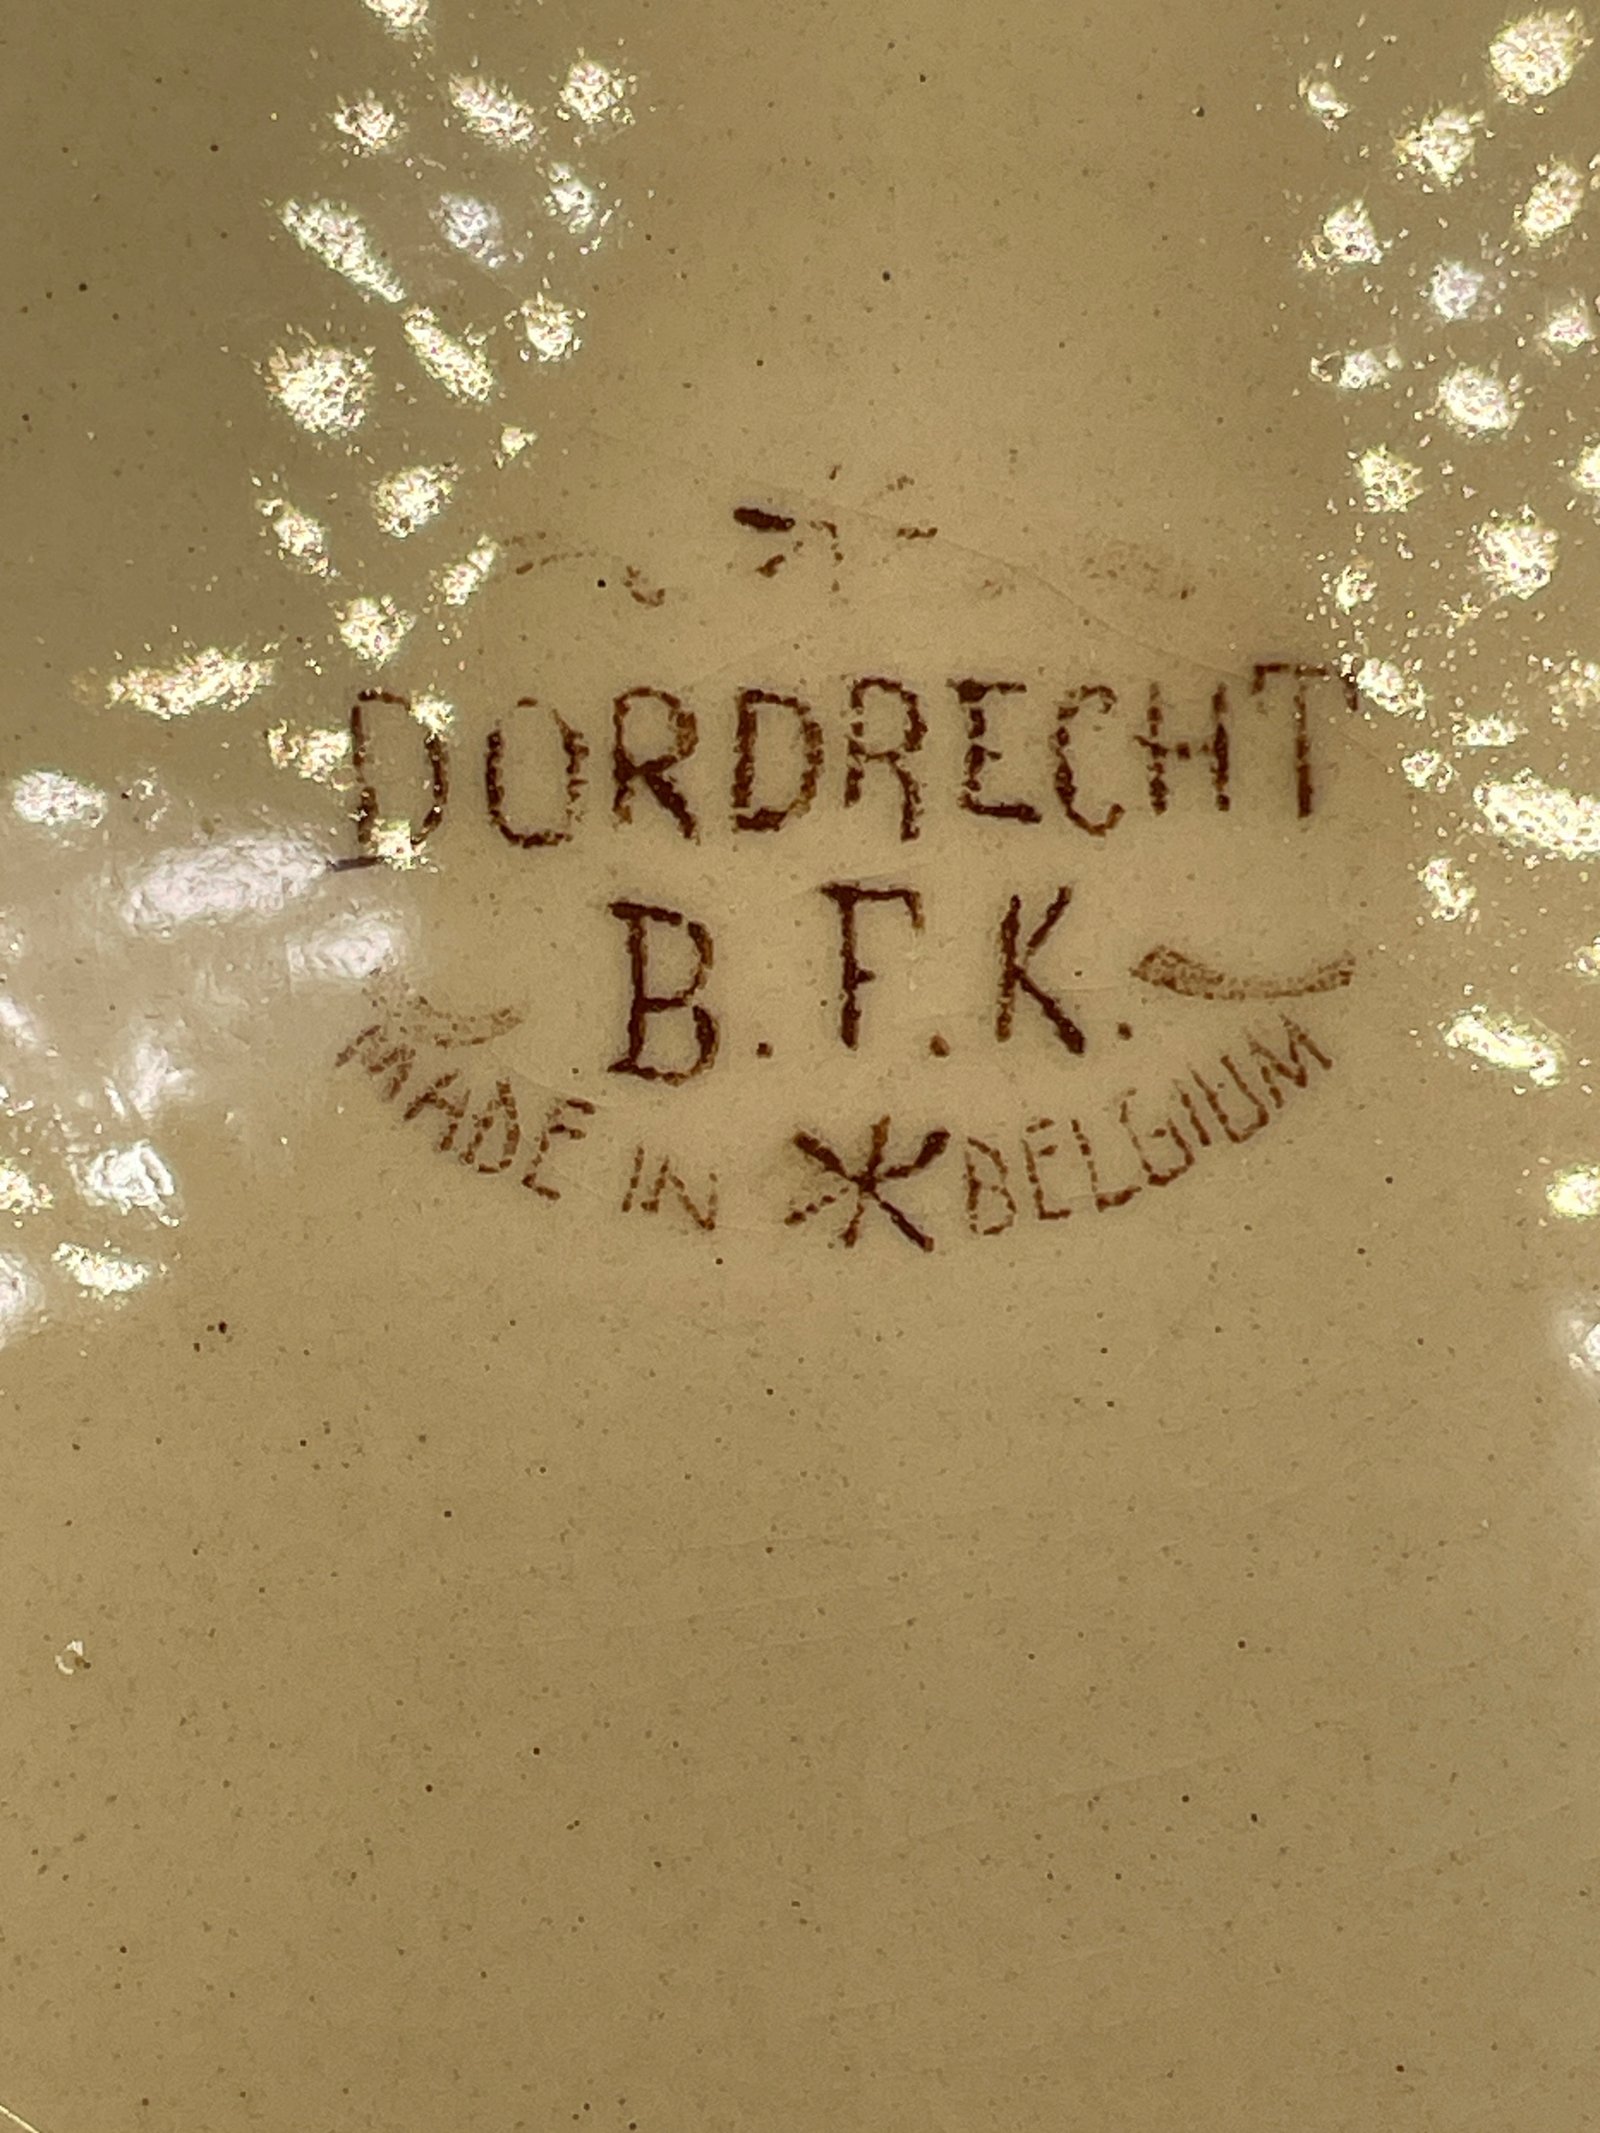 DORDRECHT
B.F.K.
MADE IN BELGIUM